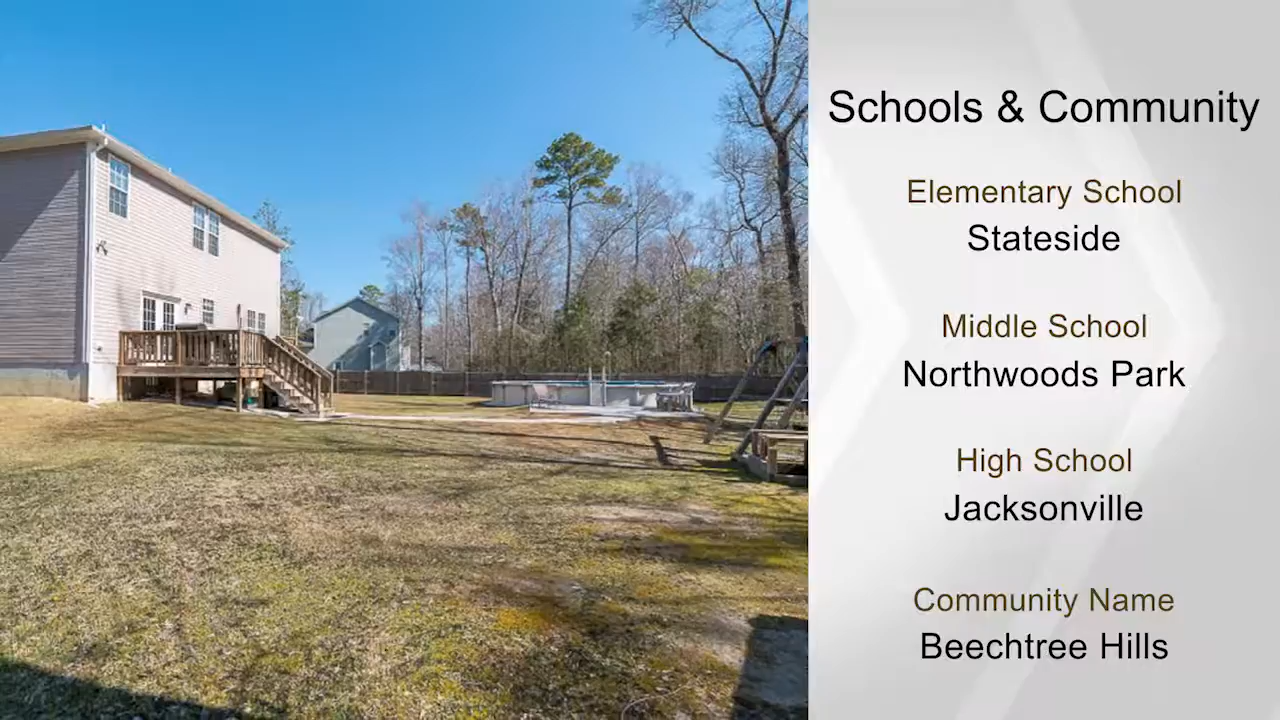 Schools & Community
Elementary School
Stateside
Middle School
Northwoods Park
High School
Jacksonville
Community Name
Beechtree Hills